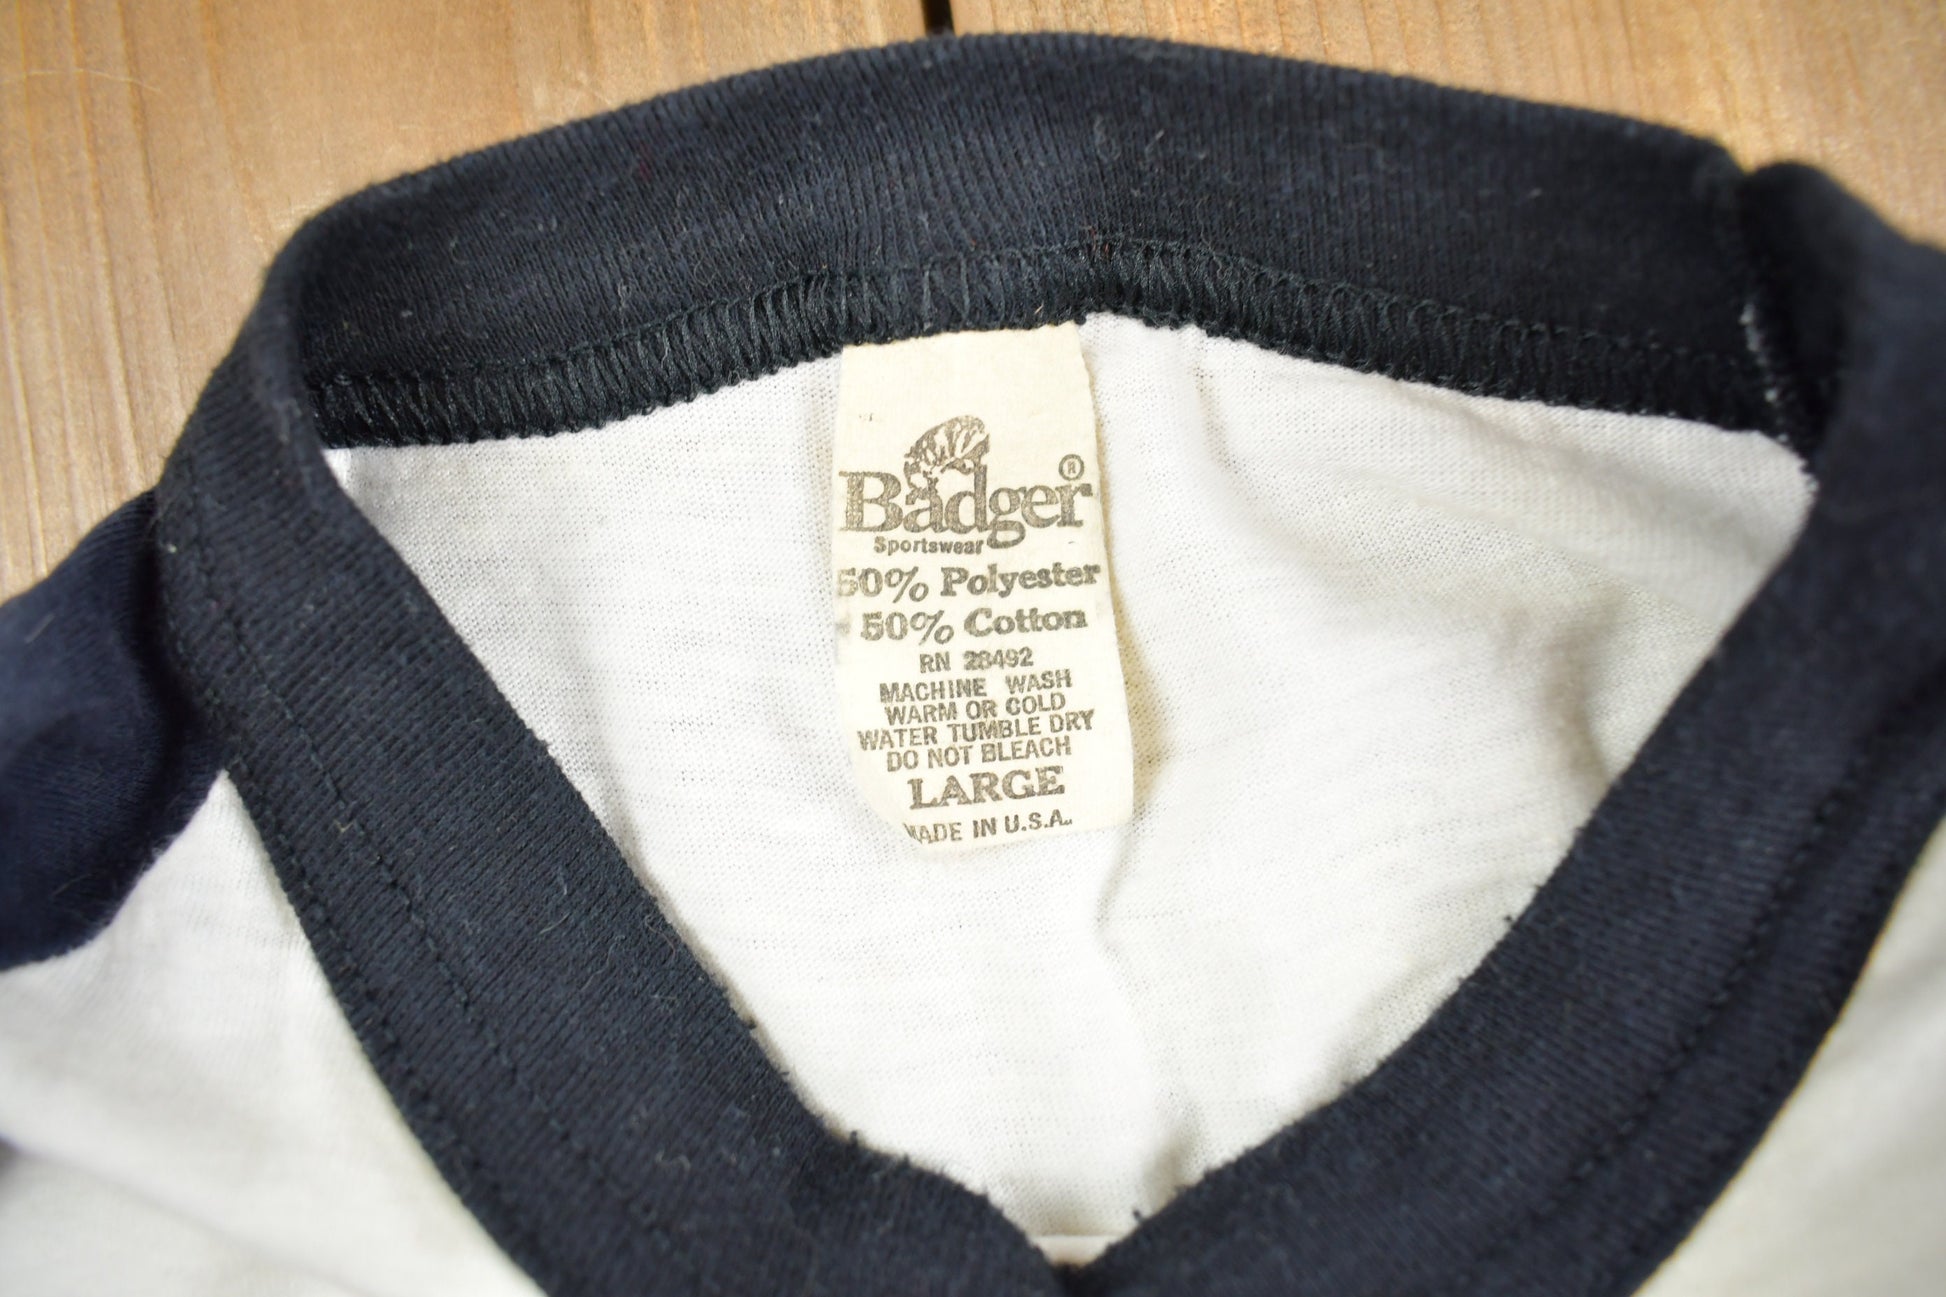 Badger®
Sportswear
50% Polyester
50% Cotton
RN 28492
MACHINE WASH
WARM OR COLD
WATER TUMBLE DRY
DO NOT BLEACH
LARGE
MADE IN U.S.A.